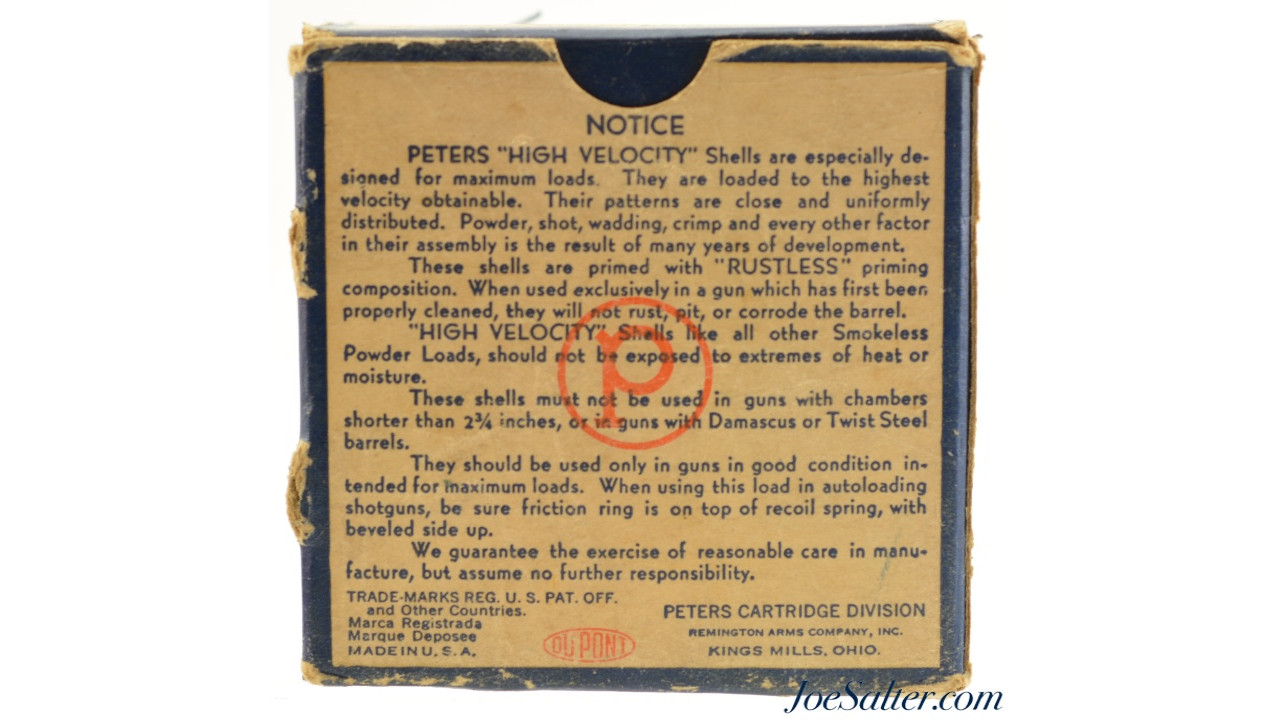 NOTICE
PETERS "HIGH VELOCITY" Shells are especially de-
signed for maximum loads. They are loaded to the highest
velocity obtainable. Their patterns are close and uniformly
distributed. Powder, shot, wadding, crimp and every other factor
in their assembly is the result of many years of development.
These shells are primed with "RUSTLESS" priming
composition. When used exclusively in a gun which has first been
properly cleaned, they will not rust, pit, or corrode the barrel.
"HIGH VELOCITY" Shells like all other Smokeless
Powder Loads, should not be exposed to extremes of heat or
moisture.
These shells must not be used in guns with chambers
shorter than 2¾ inches, or in guns with Damascus or Twist Steel
barrels.
They should be used only in guns in good condition in-
tended for maximum loads. When using this load in autoloading
shotguns, be sure friction ring is on top of recoil spring, with
beveled side up.
We guarantee the exercise of reasonable care in manu-
facture, but assume no further responsibility.
P
TRADE-MARKS REG. U. S. PAT. OFF.
and Other Countries.
Marca Registrada
Marque Deposee
MADE IN U. S. A.
DU PONT
PETERS CARTRIDGE DIVISION
REMINGTON ARMS COMPANY, INC.
KINGS MILLS, OHIO.
JoeSalter.com